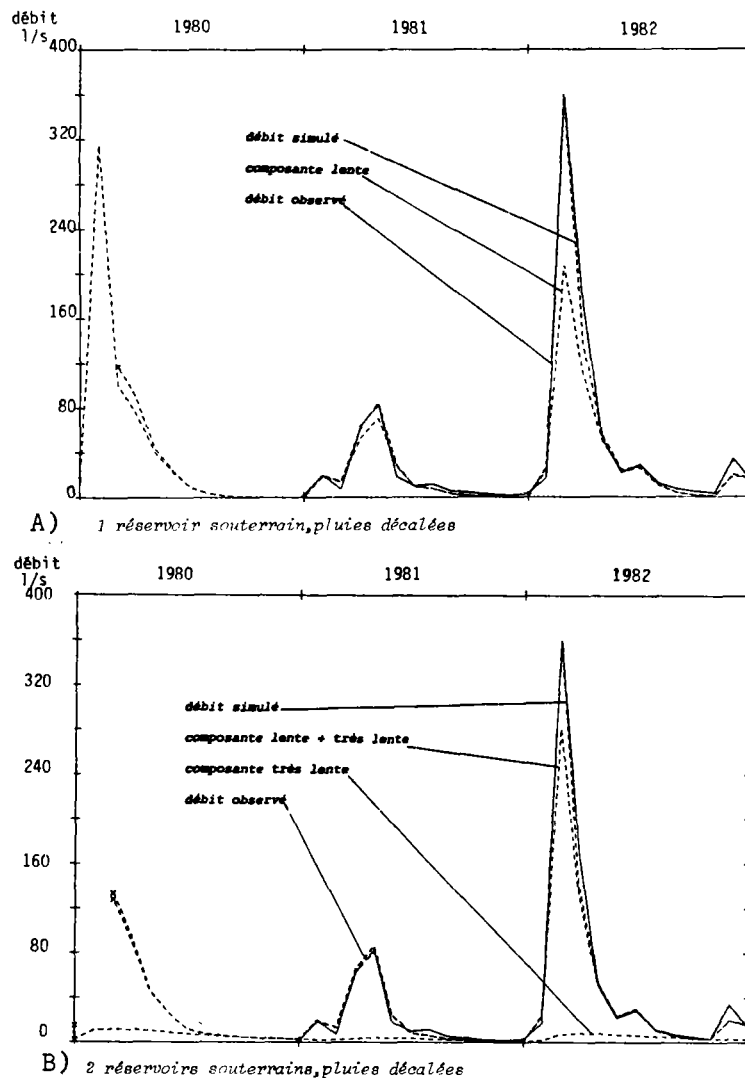 débit
l/s
1980
1981
1982
400
320
240
160
80
0
débit simulé
composante lente
débit observé
A) 1 réservoir souterrain,pluies décalées
débit
l/s
1980
1981
1982
400
320
240
160
80
0
débit simulé
composante lente + très lente
composante très lente
débit observé
B) 2 réservoirs souterrains,pluies décalées